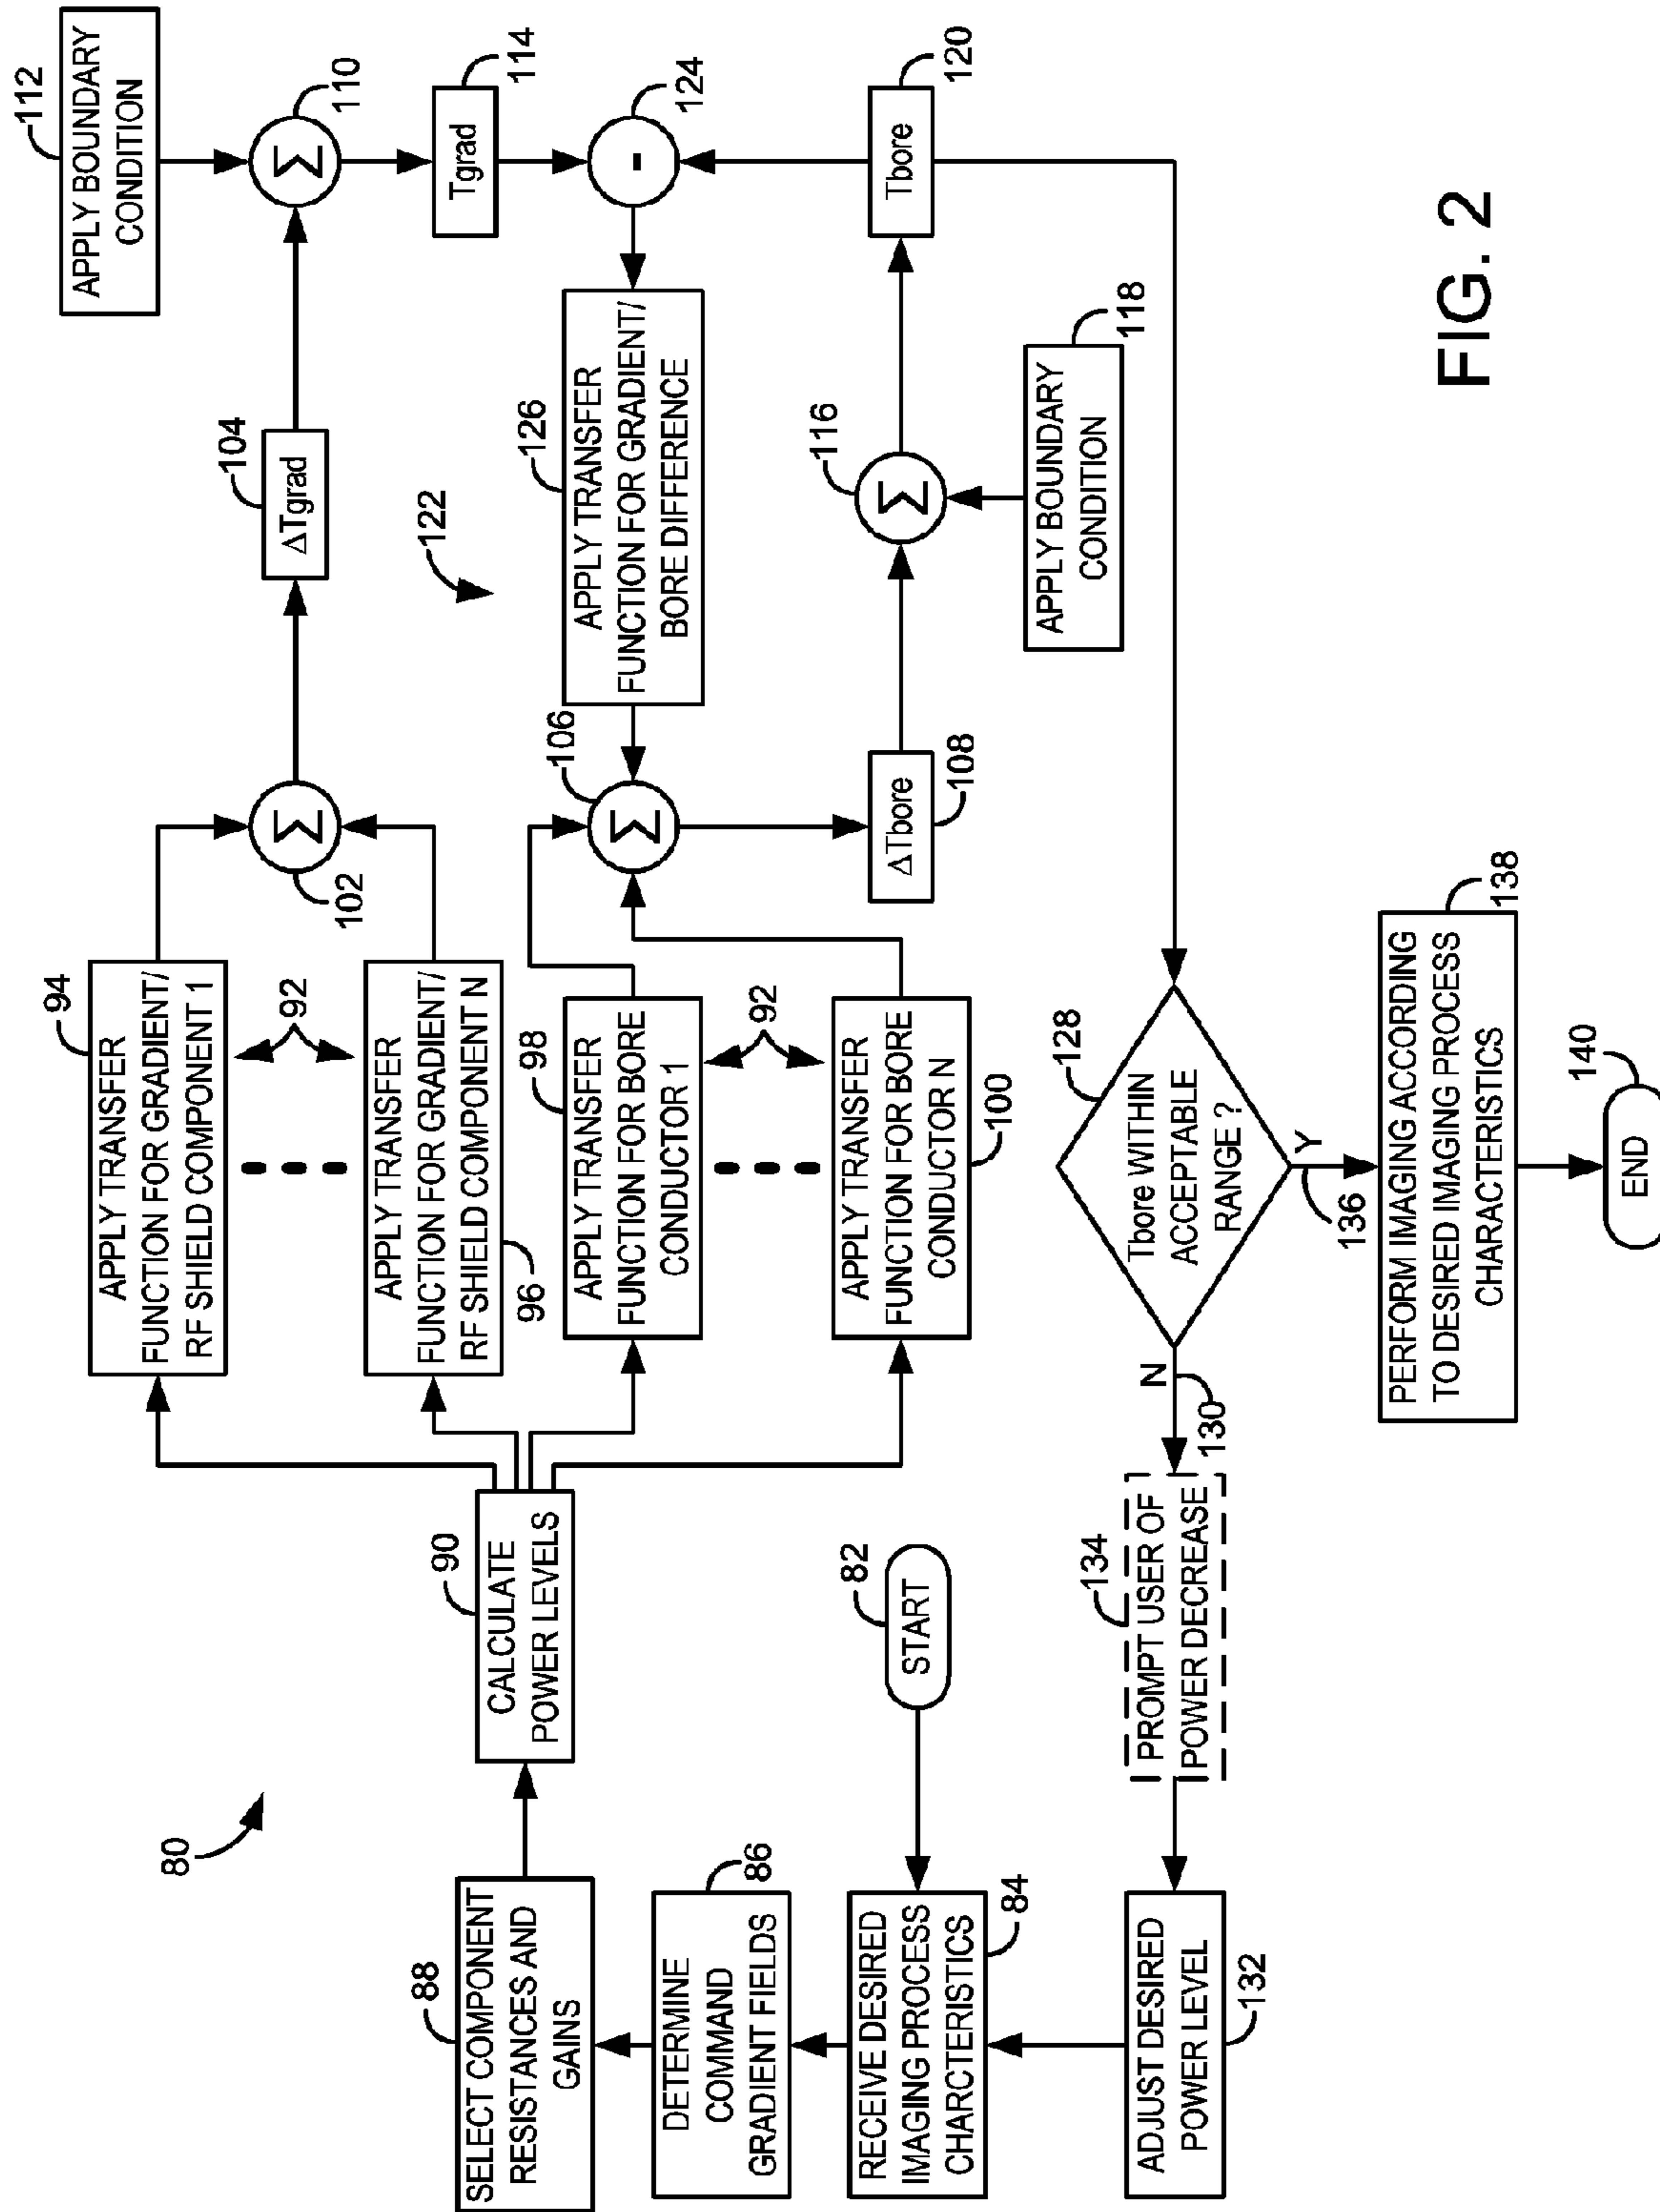 80
88
SELECT COMPONENT
RESISTANCES AND
GAINS
86
DETERMINE
COMMAND
GRADIENT FIELDS
RECEIVE DESIRED
IMAGING PROCESS
CHARCTERISTICS
84
ADJUST DESIRED
POWER LEVEL
132
90
CALCULATE
POWER LEVELS
82
START
134
PROMPT USER OF
POWER DECREASE
130
N
94
APPLY TRANSFER
FUNCTION FOR GRADIENT/
RF SHIELD COMPONENT 1
92
APPLY TRANSFER
FUNCTION FOR GRADIENT/
RF SHIELD COMPONENT N
96
98
APPLY TRANSFER
FUNCTION FOR BORE
CONDUCTOR 1
92
APPLY TRANSFER
FUNCTION FOR BORE
CONDUCTOR N
100
128
Tbore WITHIN
ACCEPTABLE
RANGE ?
Y
136
PERFORM IMAGING ACCORDING
TO DESIRED IMAGING PROCESS
CHARACTERISTICS
138
140
END
Σ
102
104
ΔTgrad
112
APPLY BOUNDARY
CONDITION
Σ
110
Tgrad
114
-
124
122
126
APPLY TRANSFER
FUNCTION FOR GRADIENT/
BORE DIFFERENCE
106
Σ
ΔTbore
108
116
Σ
APPLY BOUNDARY
CONDITION
118
Tbore
120
FIG. 2